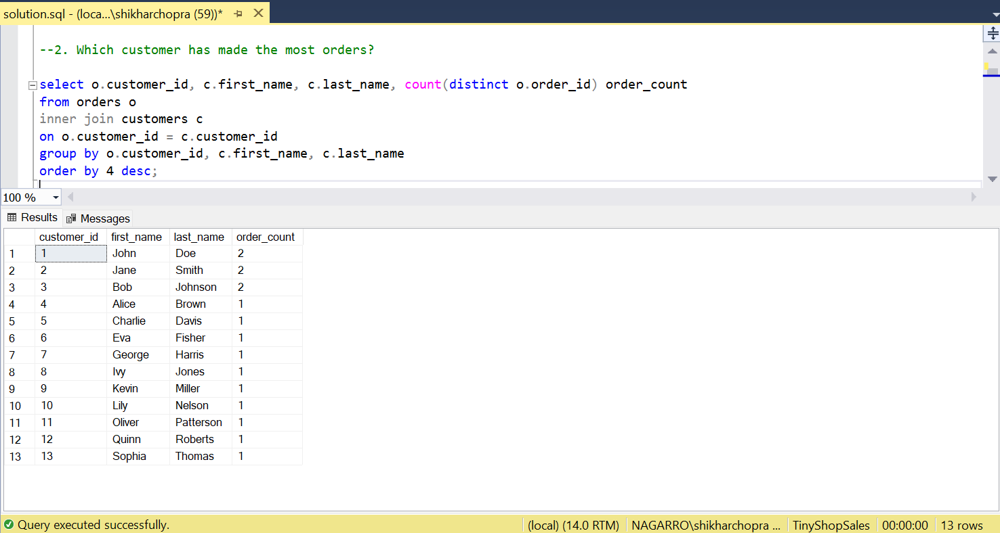 solution.sql - (loca...\shikharchopra (59))*
--2. Which customer has made the most orders?
select o.customer_id, c.first_name, c.last_name, count(distinct o.order_id) order_count
from orders o
inner join customers c
on o.customer_id = c.customer_id
group by o.customer_id, c.first_name, c.last_name
order by 4 desc;
100 %
Results Messages
customer_id first_name last_name order_count
1 1 John Doe 2
2 2 Jane Smith 2
3 3 Bob Johnson 2
4 4 Alice Brown 1
5 5 Charlie Davis 1
6 6 Eva Fisher 1
7 7 George Harris 1
8 8 Ivy Jones 1
9 9 Kevin Miller 1
10 10 Lily Nelson 1
11 11 Oliver Patterson 1
12 12 Quinn Roberts 1
13 13 Sophia Thomas 1
Query executed successfully. (local) (14.0 RTM) NAGARRO\shikharchopra ... TinyShopSales 00:00:00 13 rows